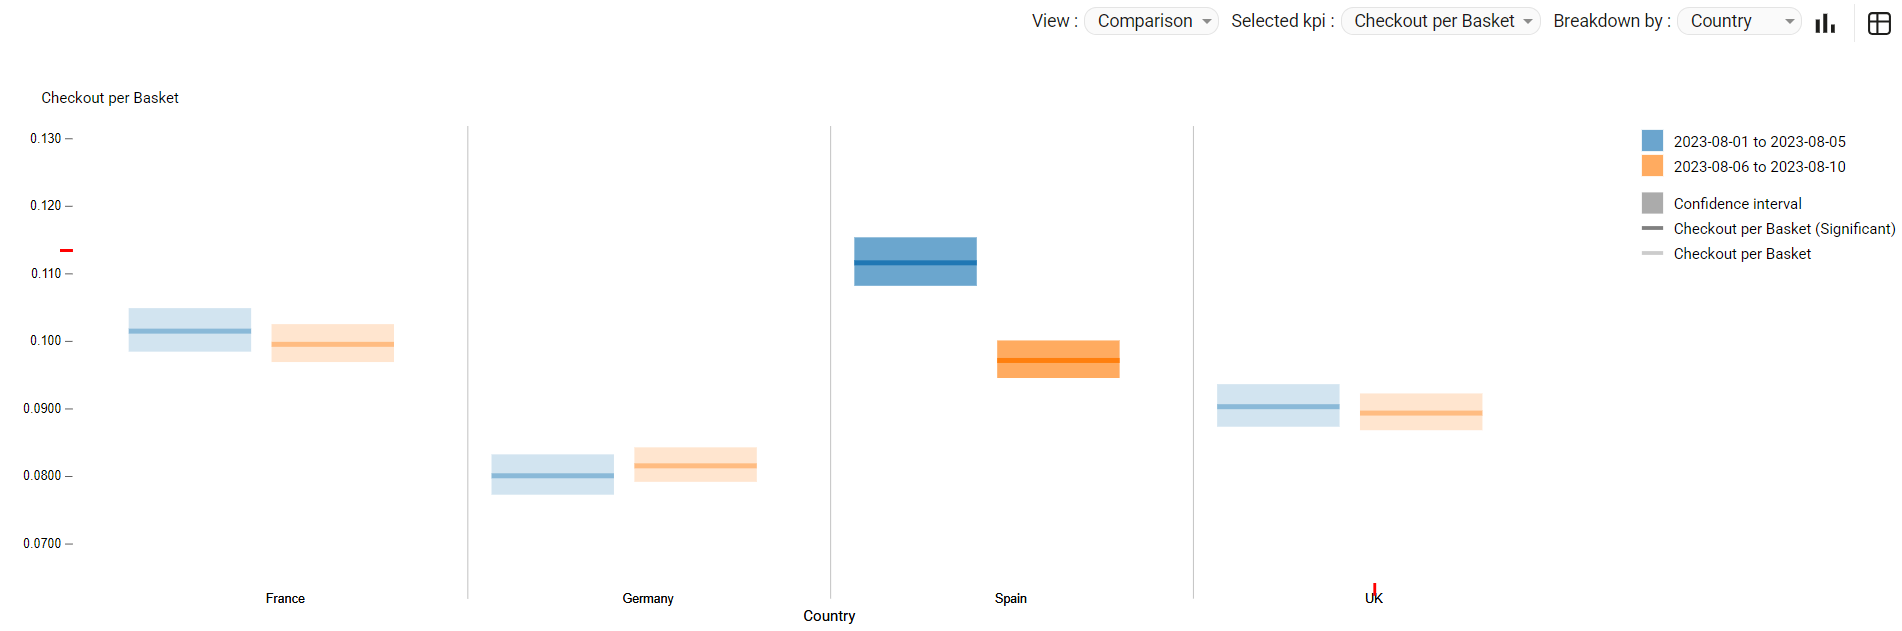 View : Comparison Selected kpi : Checkout per Basket Breakdown by : Country
Checkout per Basket
0.130
0.120
0.110
0.100
0.0900
0.0800
0.0700
2023-08-01 to 2023-08-05
2023-08-06 to 2023-08-10
Confidence interval
Checkout per Basket (Significant)
Checkout per Basket
France Germany Spain UK
Country